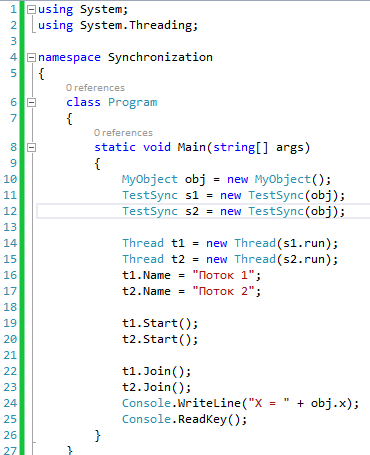 1 using System;
2 using System.Threading;
3
4 namespace Synchronization
5 {
0 references
6 class Program
7 {
0 references
8 static void Main(string[] args)
9 {
10 MyObject obj = new MyObject();
11 TestSync s1 = new TestSync(obj);
12 TestSync s2 = new TestSync(obj);
13
14 Thread t1 = new Thread(s1.run);
15 Thread t2 = new Thread(s2.run);
16 t1.Name = "Поток 1";
17 t2.Name = "Поток 2";
18
19 t1.Start();
20 t2.Start();
21
22 t1.Join();
23 t2.Join();
24 Console.WriteLine("X = " + obj.x);
25 Console.ReadKey();
26 }
27 }